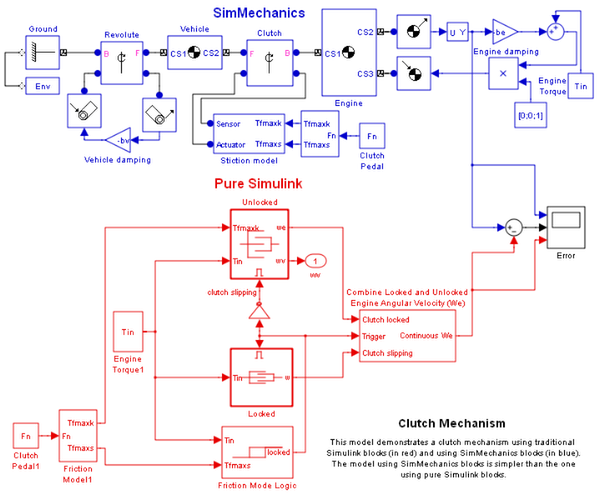 SimMechanics
Ground
Revolute
Vehicle
Clutch
Engine
CS2
CS3
CS1
U Y
-be
Engine damping
B
F
CS1
CS2
F
B
Env
×
Engine
Torque
Tin
[0;0;1]
-bv
Vehicle damping
Sensor
Actuator
Tfmaxk
Tfmaxs
Tfmaxk
Fn
Tfmaxs
Stiction model
Fn
Clutch
Pedal
Pure Simulink
Unlocked
Tfmaxk
Tin
we
wv
1
wv
clutch slipping
Error
Combine Locked and Unlocked
Engine Angular Velocity (We)
Clutch locked
Trigger
Continuous We
Clutch slipping
Tin
Engine
Torque1
Tin
w
Locked
Fn
Clutch
Pedal1
Tfmaxk
Fn
Tfmaxs
Friction
Model1
Tin
locked
Tfmaxs
Friction Mode Logic
Clutch Mechanism
This model demonstrates a clutch mechanism using traditional
Simulink blocks (in red) and using SimMechanics blocks (in blue).
The model using SimMechanics blocks is simpler than the one
using pure Simulink blocks.